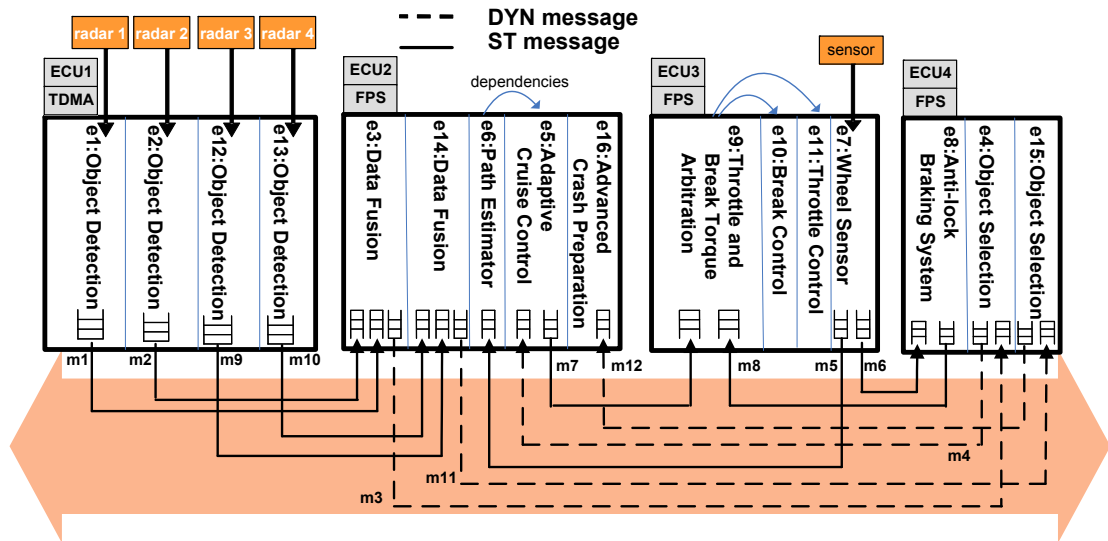 DYN message
ST message
radar 1
radar 2
radar 3
radar 4
sensor
ECU1
TDMA
ECU2
FPS
ECU3
FPS
ECU4
FPS
dependencies
e1:Object Detection
e2:Object Detection
e12:Object Detection
e13:Object Detection
e3:Data Fusion
e14:Data Fusion
e6:Path Estimator
e5:Adaptive
Cruise Control
e16:Advanced
Crash Preparation
e9:Throttle and
Break Torque
Arbitration
e10:Break Control
e11:Throttle Control
e7:Wheel Sensor
e8:Anti-lock
Braking System
e4:Object Selection
e15:Object Selection
m1
m2
m9
m10
m7
m12
m8
m5
m6
m4
m11
m3